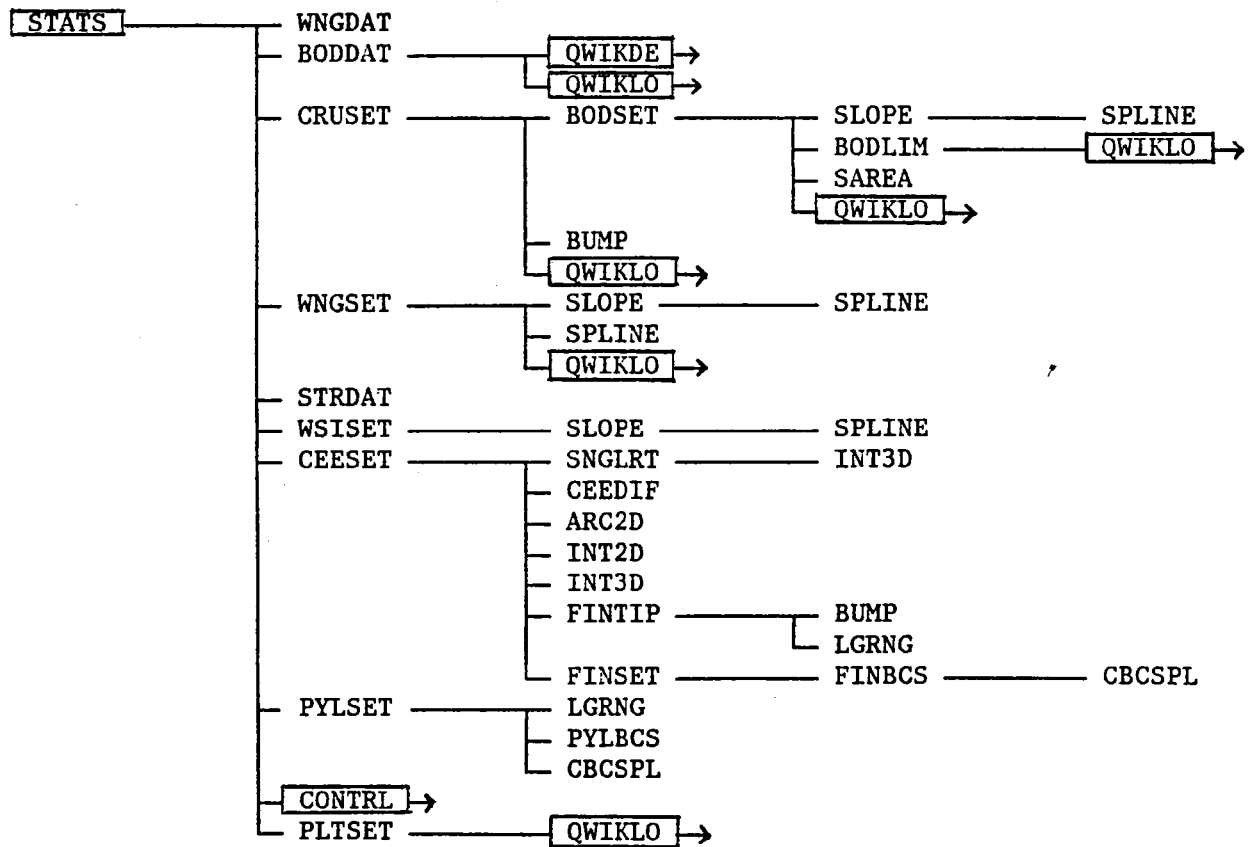 STATS WNGDAT
BODDAT QWIKDE
QWIKLO
CRUSET BODSET SLOPE SPLINE
BODLIM QWIKLO
SAREA
QWIKLO
BUMP
QWIKLO
WNGSET SLOPE SPLINE
SPLINE
QWIKLO
STRDAT
WSISET SLOPE SPLINE
CEESET SNGLRT INT3D
CEEDIF
ARC2D
INT2D
INT3D
FINTIP BUMP
LGRNG
FINSET FINBCS CBCSPL
PYLSET LGRNG
PYLBCS
CBCSPL
CONTRL
PLTSET QWIKLO